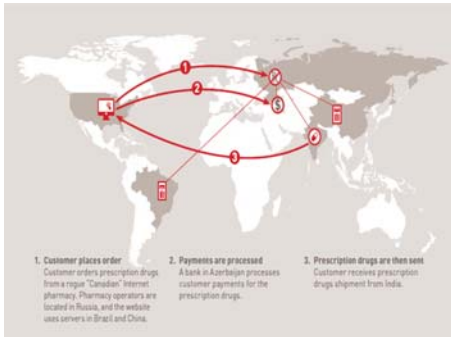 1
2
$
3
1. Customer places order
Customer orders prescription drugs
from a rogue "Canadian" Internet
pharmacy. Pharmacy operators are
located in Russia, and the website
uses servers in Brazil and China.
2. Payments are processed
A bank in Azerbaijan processes
customer payments for the
prescription drugs.
3. Prescription drugs are then sent
Customer receives prescription
drugs shipment from India.